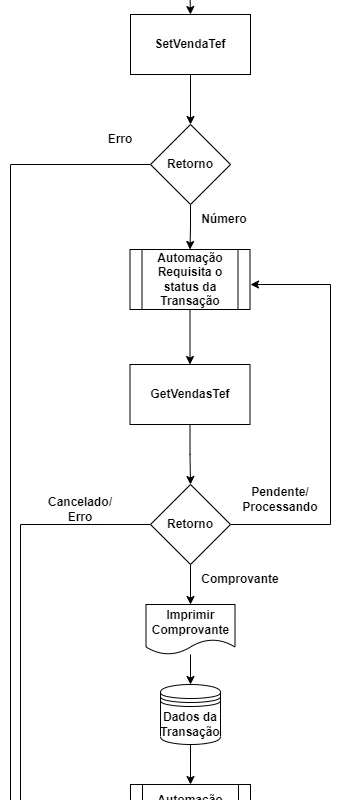 SetVendaTef
Erro
Retorno
Número
Automação
Requisita o
status da
Transação
GetVendasTef
Cancelado/
Erro
Retorno
Pendente/
Processando
Comprovante
Imprimir
Comprovante
Dados da
Transação
Automação